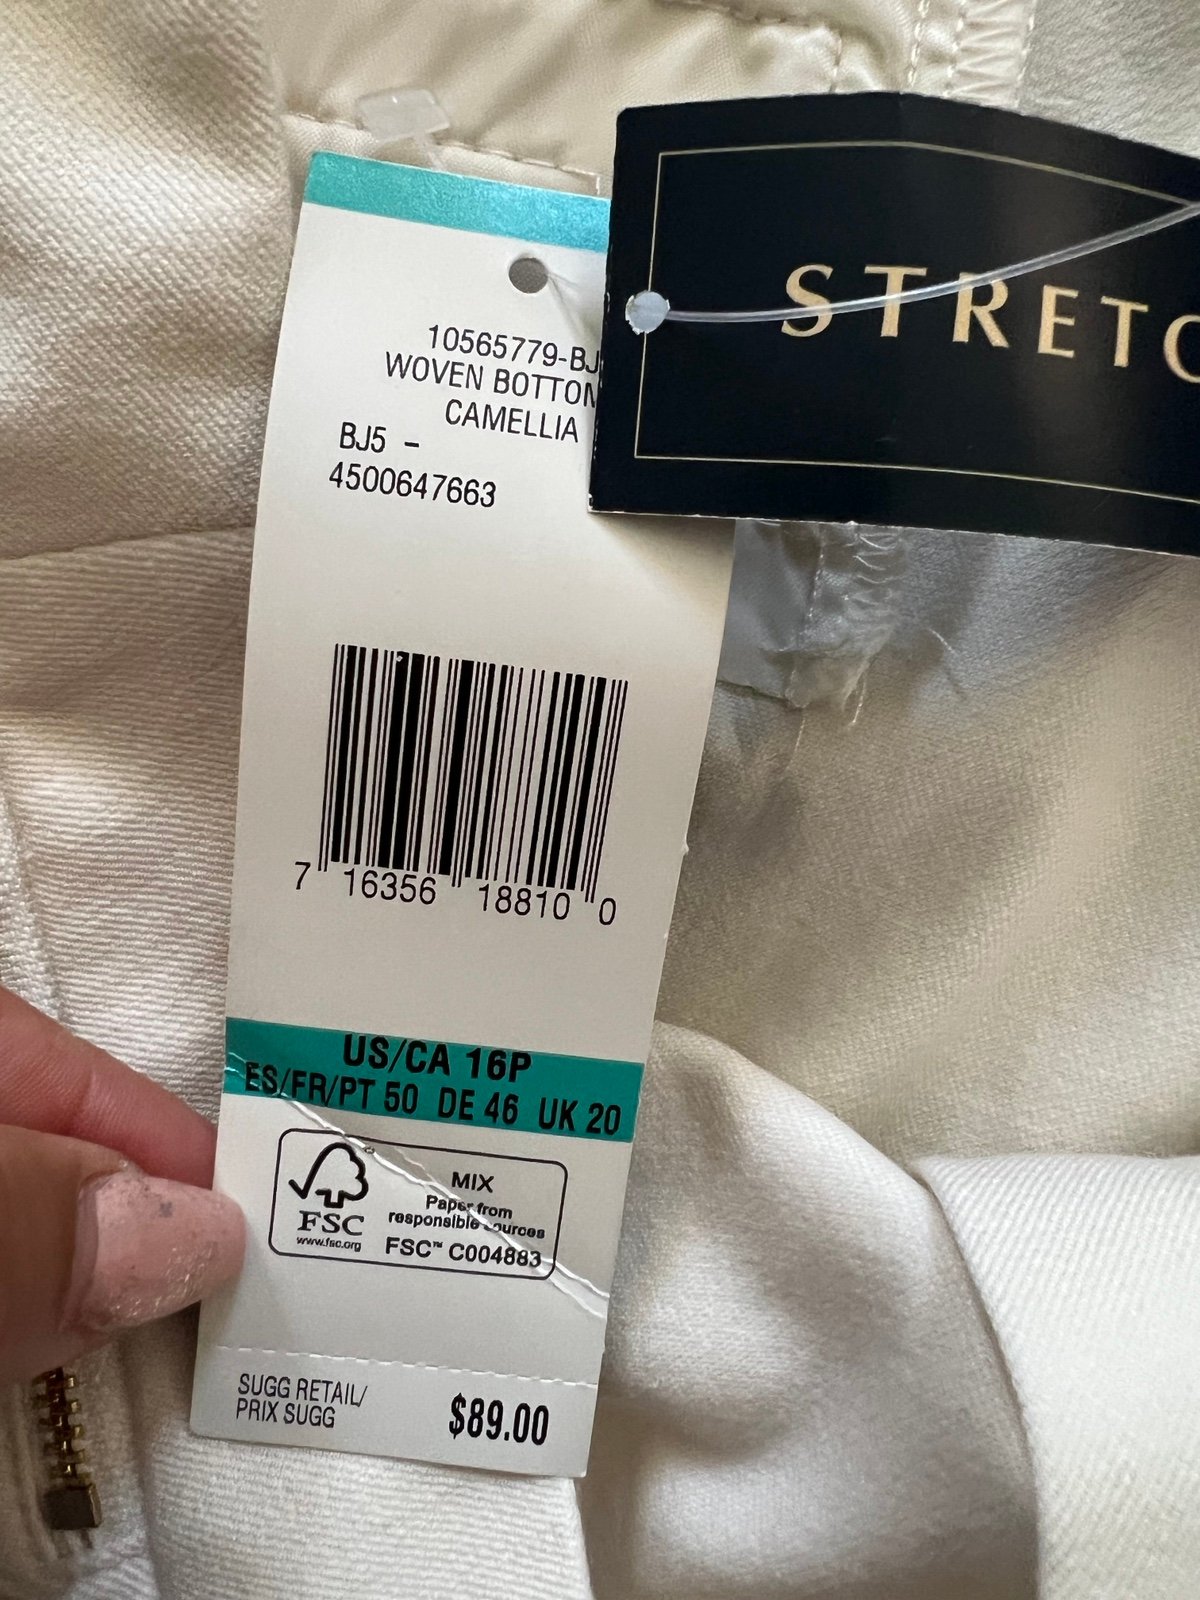 10565779-BJ
WOVEN BOTTOM
CAMELLIA
BJ5 -
4500647663
7 16356 18810 0
US/CA 16P
ES/FR/PT 50 DE 46 UK 20
FSC
www.fsc.org
MIX
Paper from
responsible sources
FSC™ C004883
SUGG RETAIL/
PRIX SUGG
$89.00
STRETC